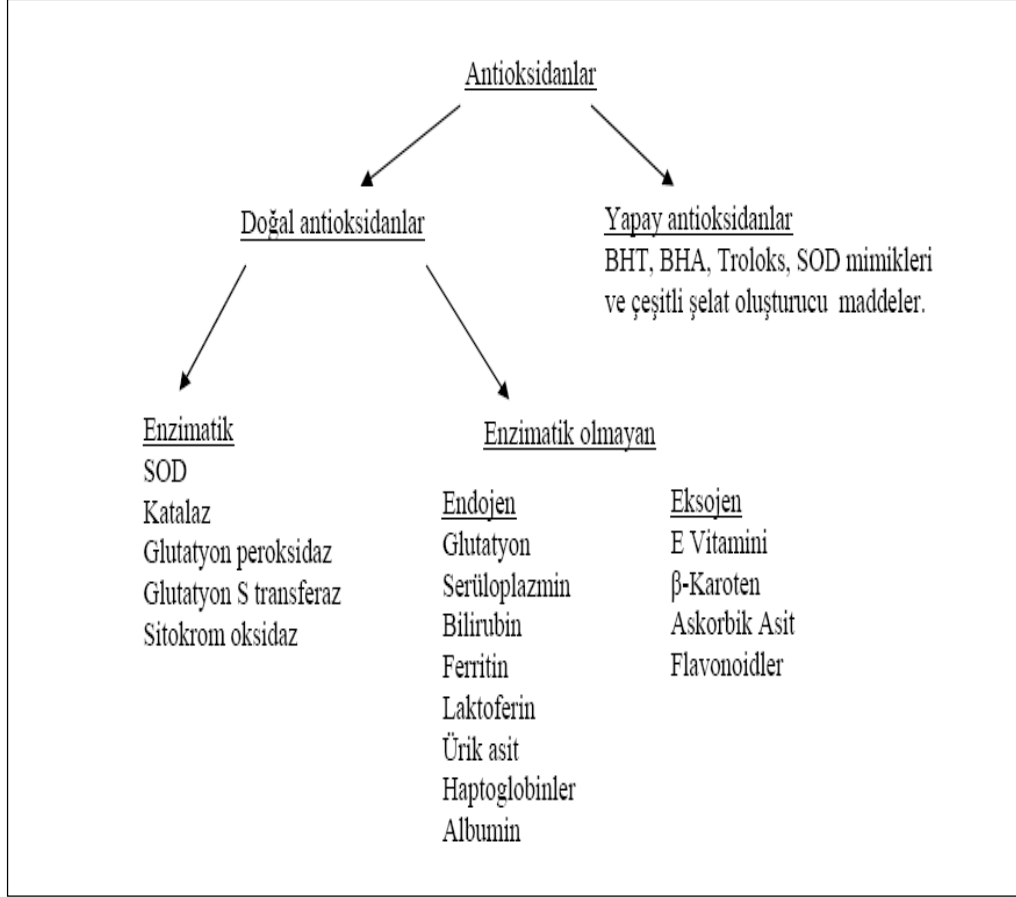 Antioksidanlar
Doğal antioksidanlar
Yapay antioksidanlar
BHT, BHA, Troloks, SOD mimikleri
ve çeşitli şelat oluşturucu maddeler.
Enzimatik
SOD
Katalaz
Glutatyon peroksidaz
Glutatyon S transferaz
Sitokrom oksidaz
Enzimatik olmayan
Endojen
Glutatyon
Serüloplazmin
Bilirubin
Ferritin
Laktoferin
Ürik asit
Haptoglobinler
Albumin
Eksojen
E Vitamini
β-Karoten
Askorbik Asit
Flavonoidler